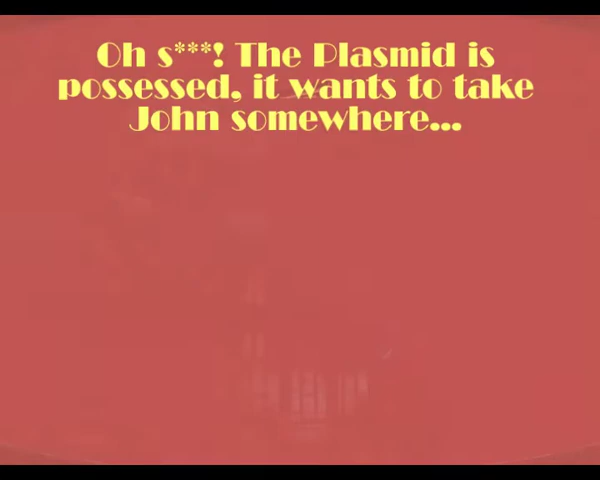 Oh s***! The Plasmid is
possessed, it wants to take
John somewhere...